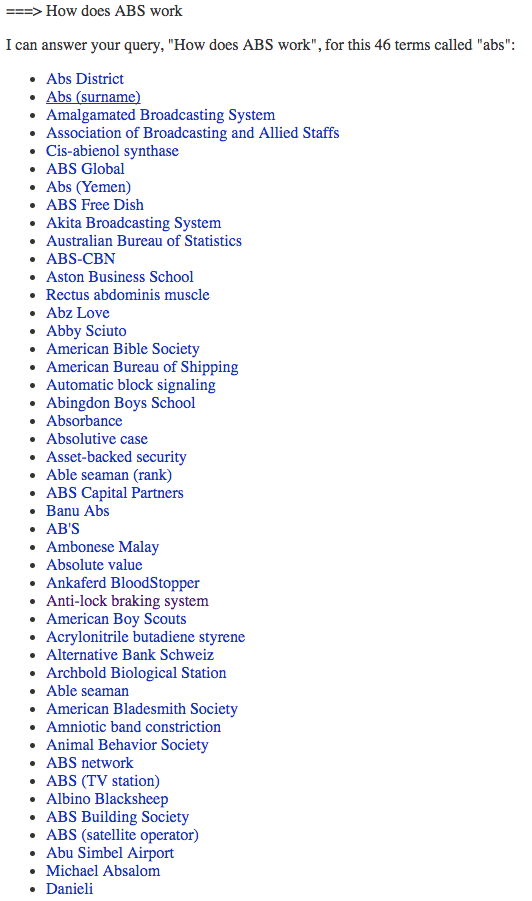 ===> How does ABS work
I can answer your query, "How does ABS work", for this 46 terms called "abs":
Abs District
Abs (surname)
Amalgamated Broadcasting System
Association of Broadcasting and Allied Staffs
Cis-abienol synthase
ABS Global
Abs (Yemen)
ABS Free Dish
Akita Broadcasting System
Australian Bureau of Statistics
ABS-CBN
Aston Business School
Rectus abdominis muscle
Abz Love
Abby Sciuto
American Bible Society
American Bureau of Shipping
Automatic block signaling
Abingdon Boys School
Absorbance
Absolutive case
Asset-backed security
Able seaman (rank)
ABS Capital Partners
Banu Abs
AB'S
Ambonese Malay
Absolute value
Ankaferd BloodStopper
Anti-lock braking system
American Boy Scouts
Acrylonitrile butadiene styrene
Alternative Bank Schweiz
Archbold Biological Station
Able seaman
American Bladesmith Society
Amniotic band constriction
Animal Behavior Society
ABS network
ABS (TV station)
Albino Blacksheep
ABS Building Society
ABS (satellite operator)
Abu Simbel Airport
Michael Absalom
Danieli